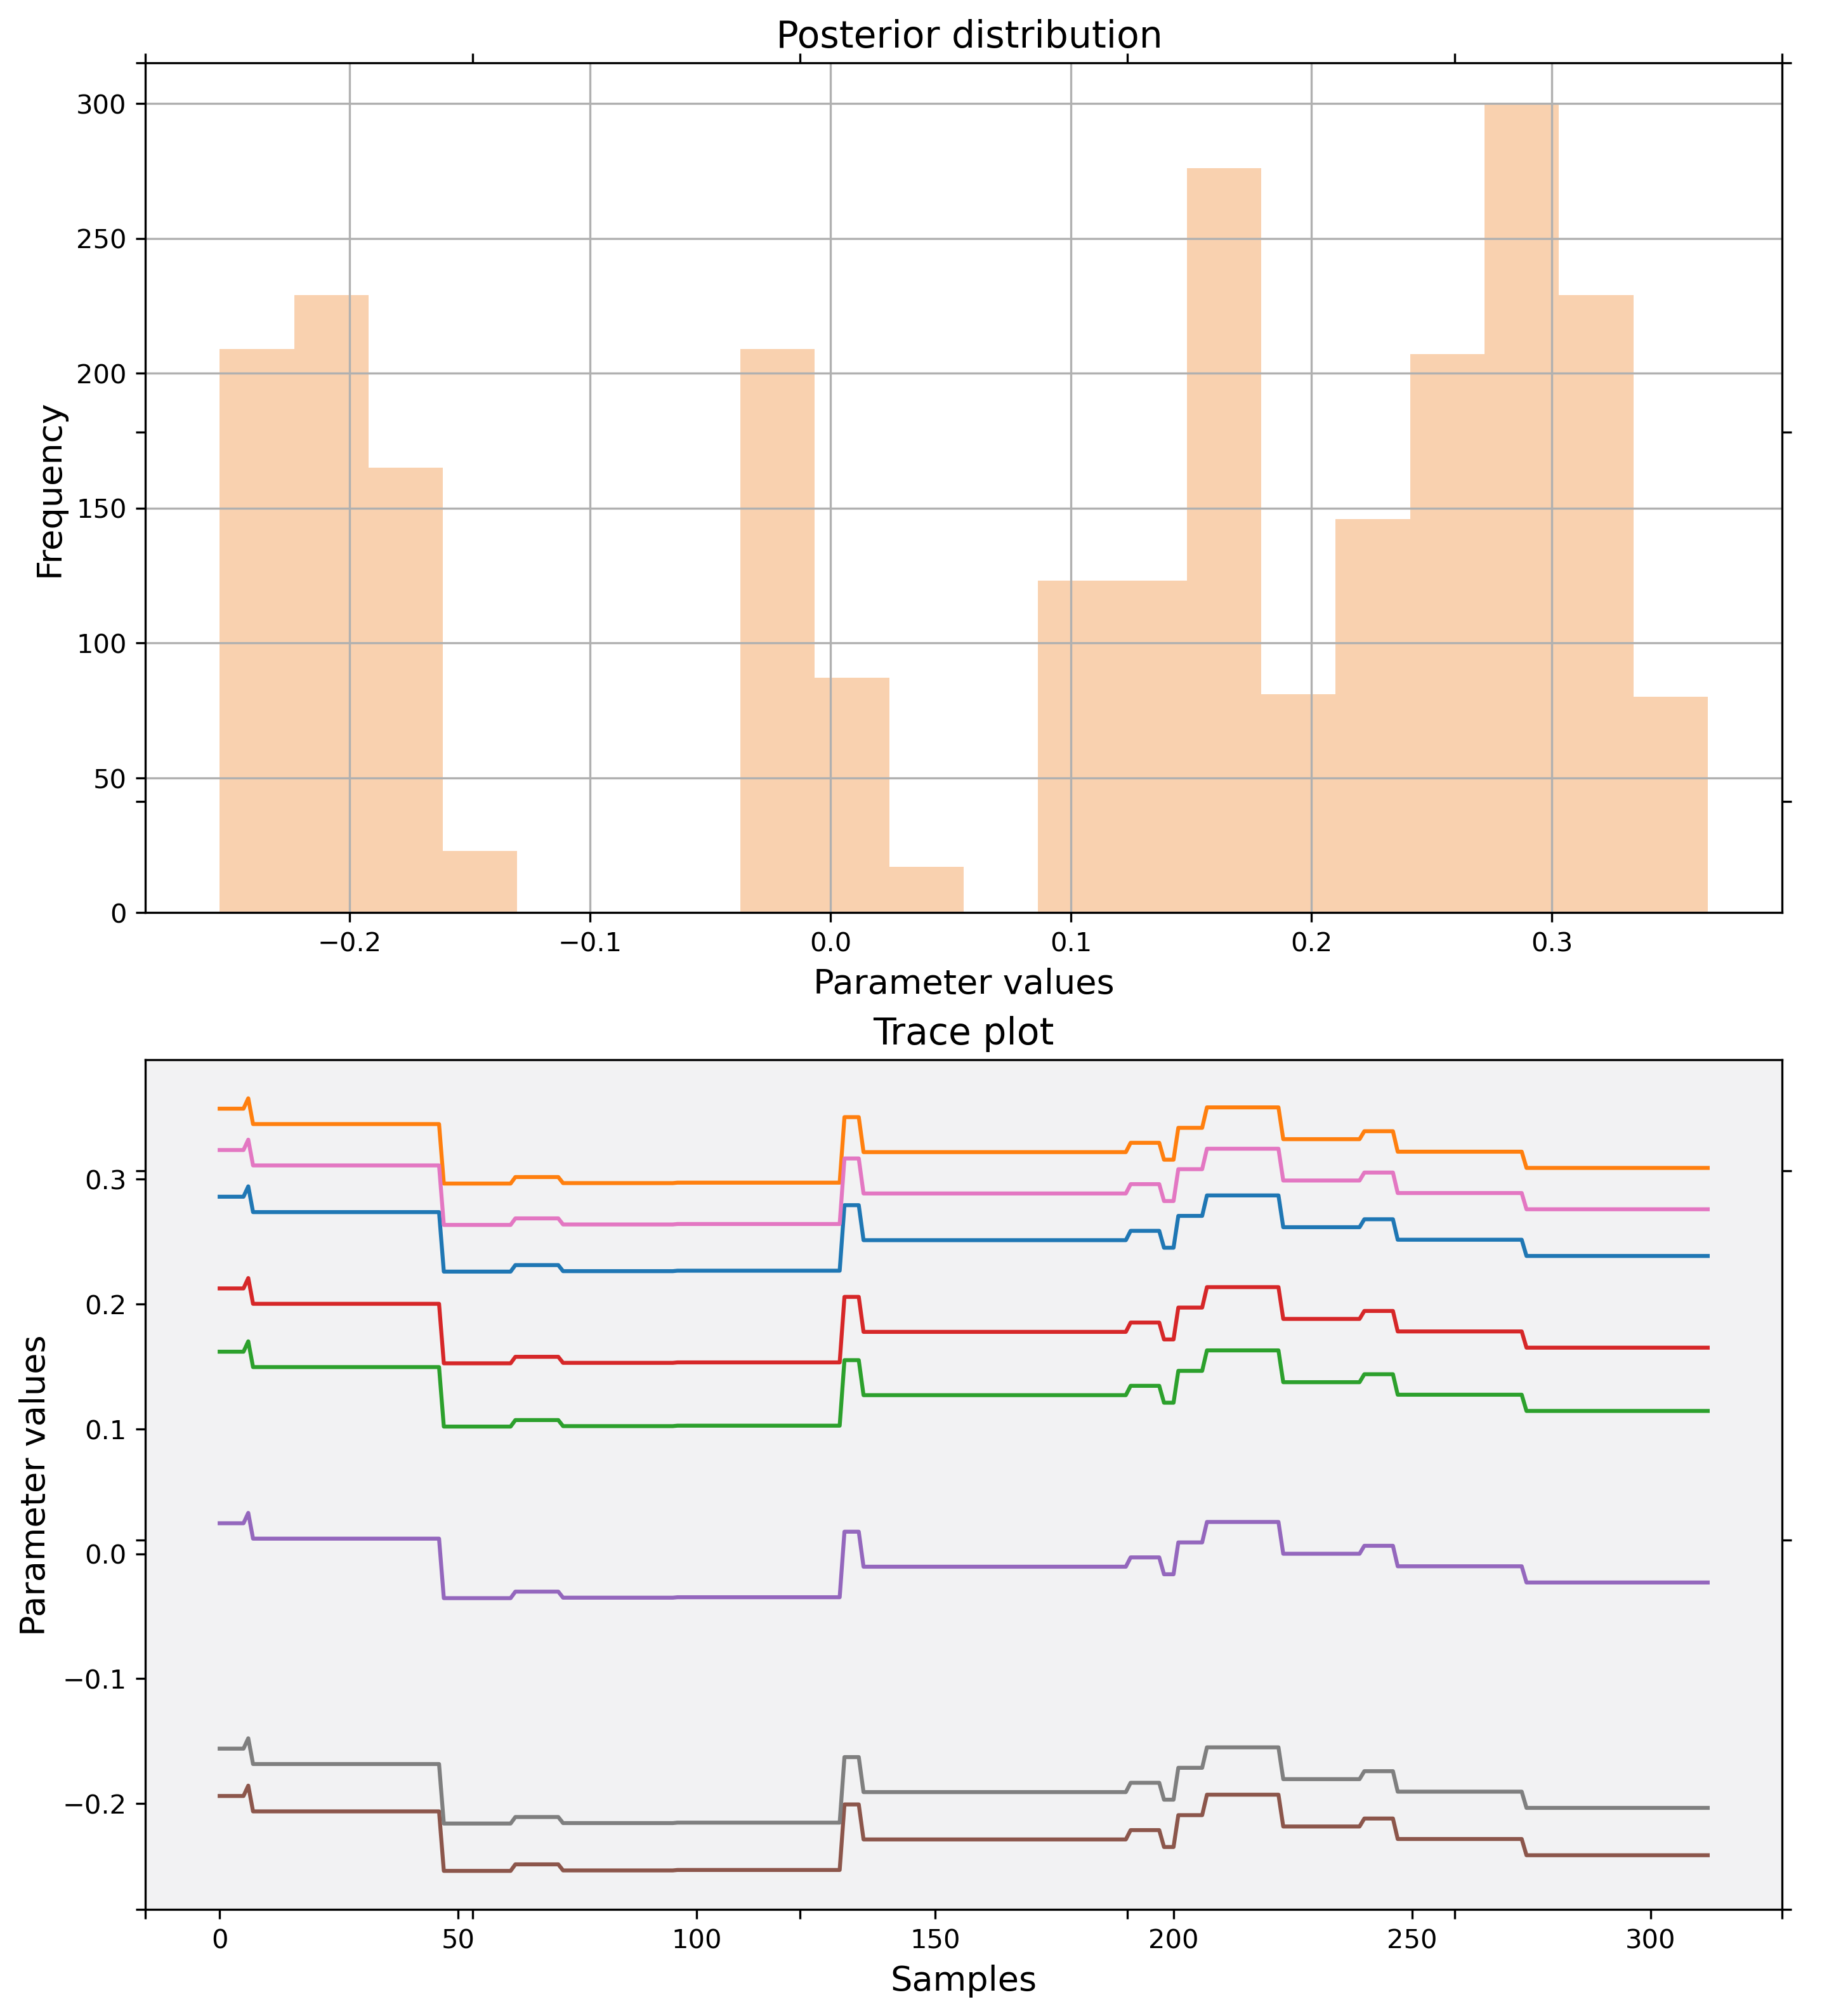 Posterior distribution
300
250
200
150
100
50
0
Frequency
−0.2 −0.1 0.0 0.1 0.2 0.3
Parameter values
Trace plot
0.3
0.2
0.1
0.0
−0.1
−0.2
Parameter values
0 50 100 150 200 250 300
Samples